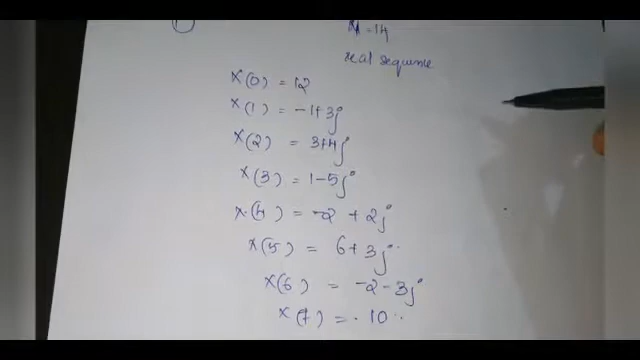 1
N = 14
real sequence
X(0) = 12
X(1) = -1+3j
X(2) = 3+4j
X(3) = 1-5j
X(4) = -2 + 2j
X(5) = 6+3j
X(6) = -2-3j
X(7) = 10